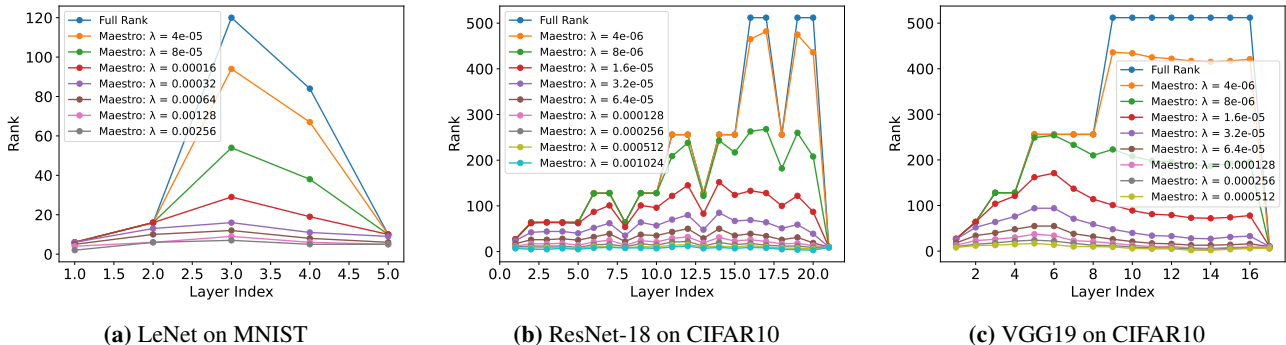 120
100
80
60
40
20
0
Rank
Full Rank
Maestro: λ = 4e-05
Maestro: λ = 8e-05
Maestro: λ = 0.00016
Maestro: λ = 0.00032
Maestro: λ = 0.00064
Maestro: λ = 0.00128
Maestro: λ = 0.00256
1.0 1.5 2.0 2.5 3.0 3.5 4.0 4.5 5.0
Layer Index
(a) LeNet on MNIST
500
400
300
200
100
0
Rank
Full Rank
Maestro: λ = 4e-06
Maestro: λ = 8e-06
Maestro: λ = 1.6e-05
Maestro: λ = 3.2e-05
Maestro: λ = 6.4e-05
Maestro: λ = 0.000128
Maestro: λ = 0.000256
Maestro: λ = 0.000512
Maestro: λ = 0.001024
0.0 2.5 5.0 7.5 10.0 12.5 15.0 17.5 20.0
Layer Index
(b) ResNet-18 on CIFAR10
500
400
300
200
100
0
Rank
Full Rank
Maestro: λ = 4e-06
Maestro: λ = 8e-06
Maestro: λ = 1.6e-05
Maestro: λ = 3.2e-05
Maestro: λ = 6.4e-05
Maestro: λ = 0.000128
Maestro: λ = 0.000256
Maestro: λ = 0.000512
2 4 6 8 10 12 14 16
Layer Index
(c) VGG19 on CIFAR10